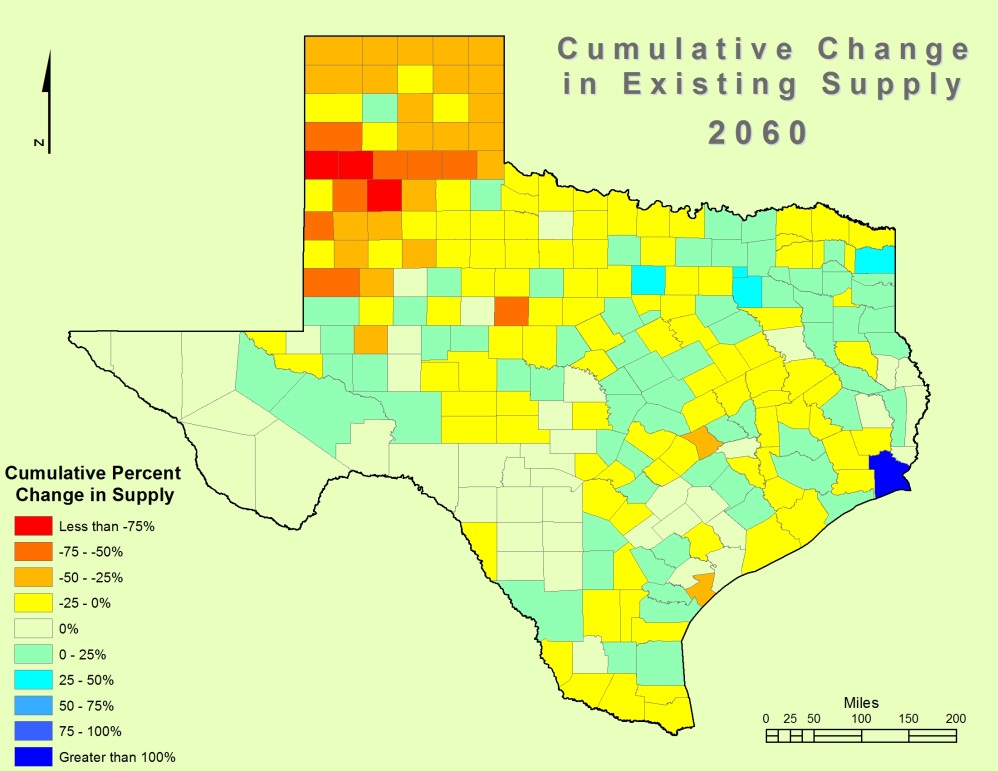 Cumulative Change
in Existing Supply
2060
N
Cumulative Percent
Change in Supply
Less than -75%
-75 - -50%
-50 - -25%
-25 - 0%
0%
0 - 25%
25 - 50%
50 - 75%
75 - 100%
Greater than 100%
Miles
0 25 50 100 150 200